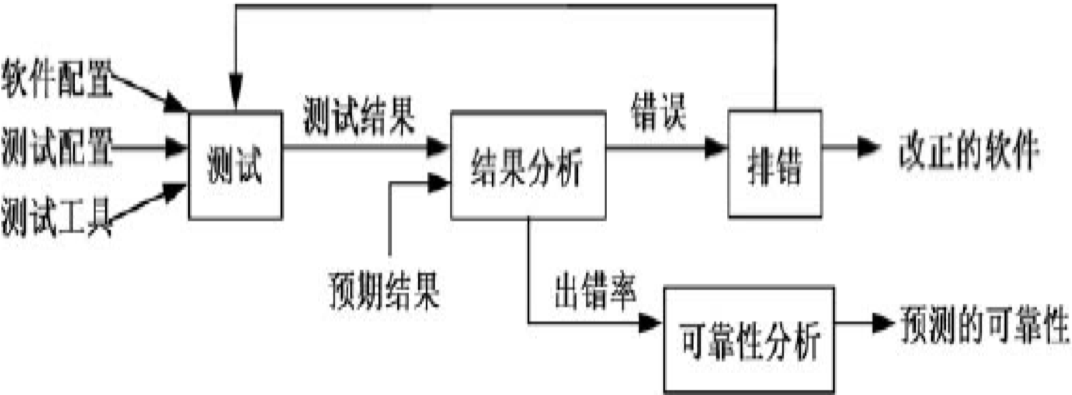 软件配置
测试配置
测试工具
测试
测试结果
预期结果
结果分析
错误
排错
改正的软件
出错率
可靠性分析
预测的可靠性